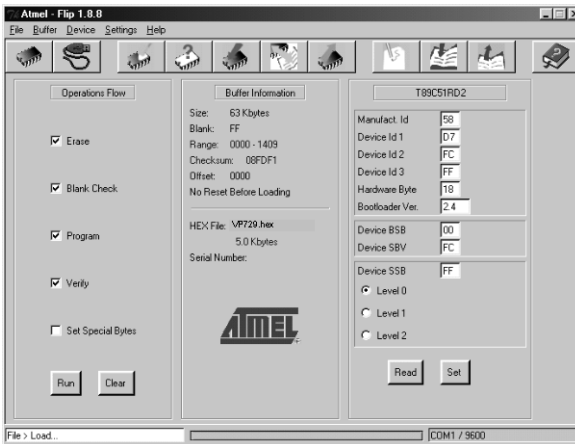 Atmel - Flip 1.8.8
File Buffer Device Settings Help
Operations Flow
Erase
Blank Check
Program
Verify
Set Special Bytes
Run Clear
Buffer Information
Size: 63 Kbytes
Blank: FF
Range: 0000 - 1409
Checksum: 08FDF1
Offset: 0000
No Reset Before Loading
HEX File: VP729.hex
5.0 Kbytes
Serial Number:
ATMEL
T89C51RD2
Manufact. Id 58
Device Id 1 D7
Device Id 2 FC
Device Id 3 FF
Hardware Byte 18
Bootloader Ver. 2.4
Device BSB 00
Device SBV FC
Device SSB FF
Level 0
Level 1
Level 2
Read Set
File > Load...
COM1 / 9600